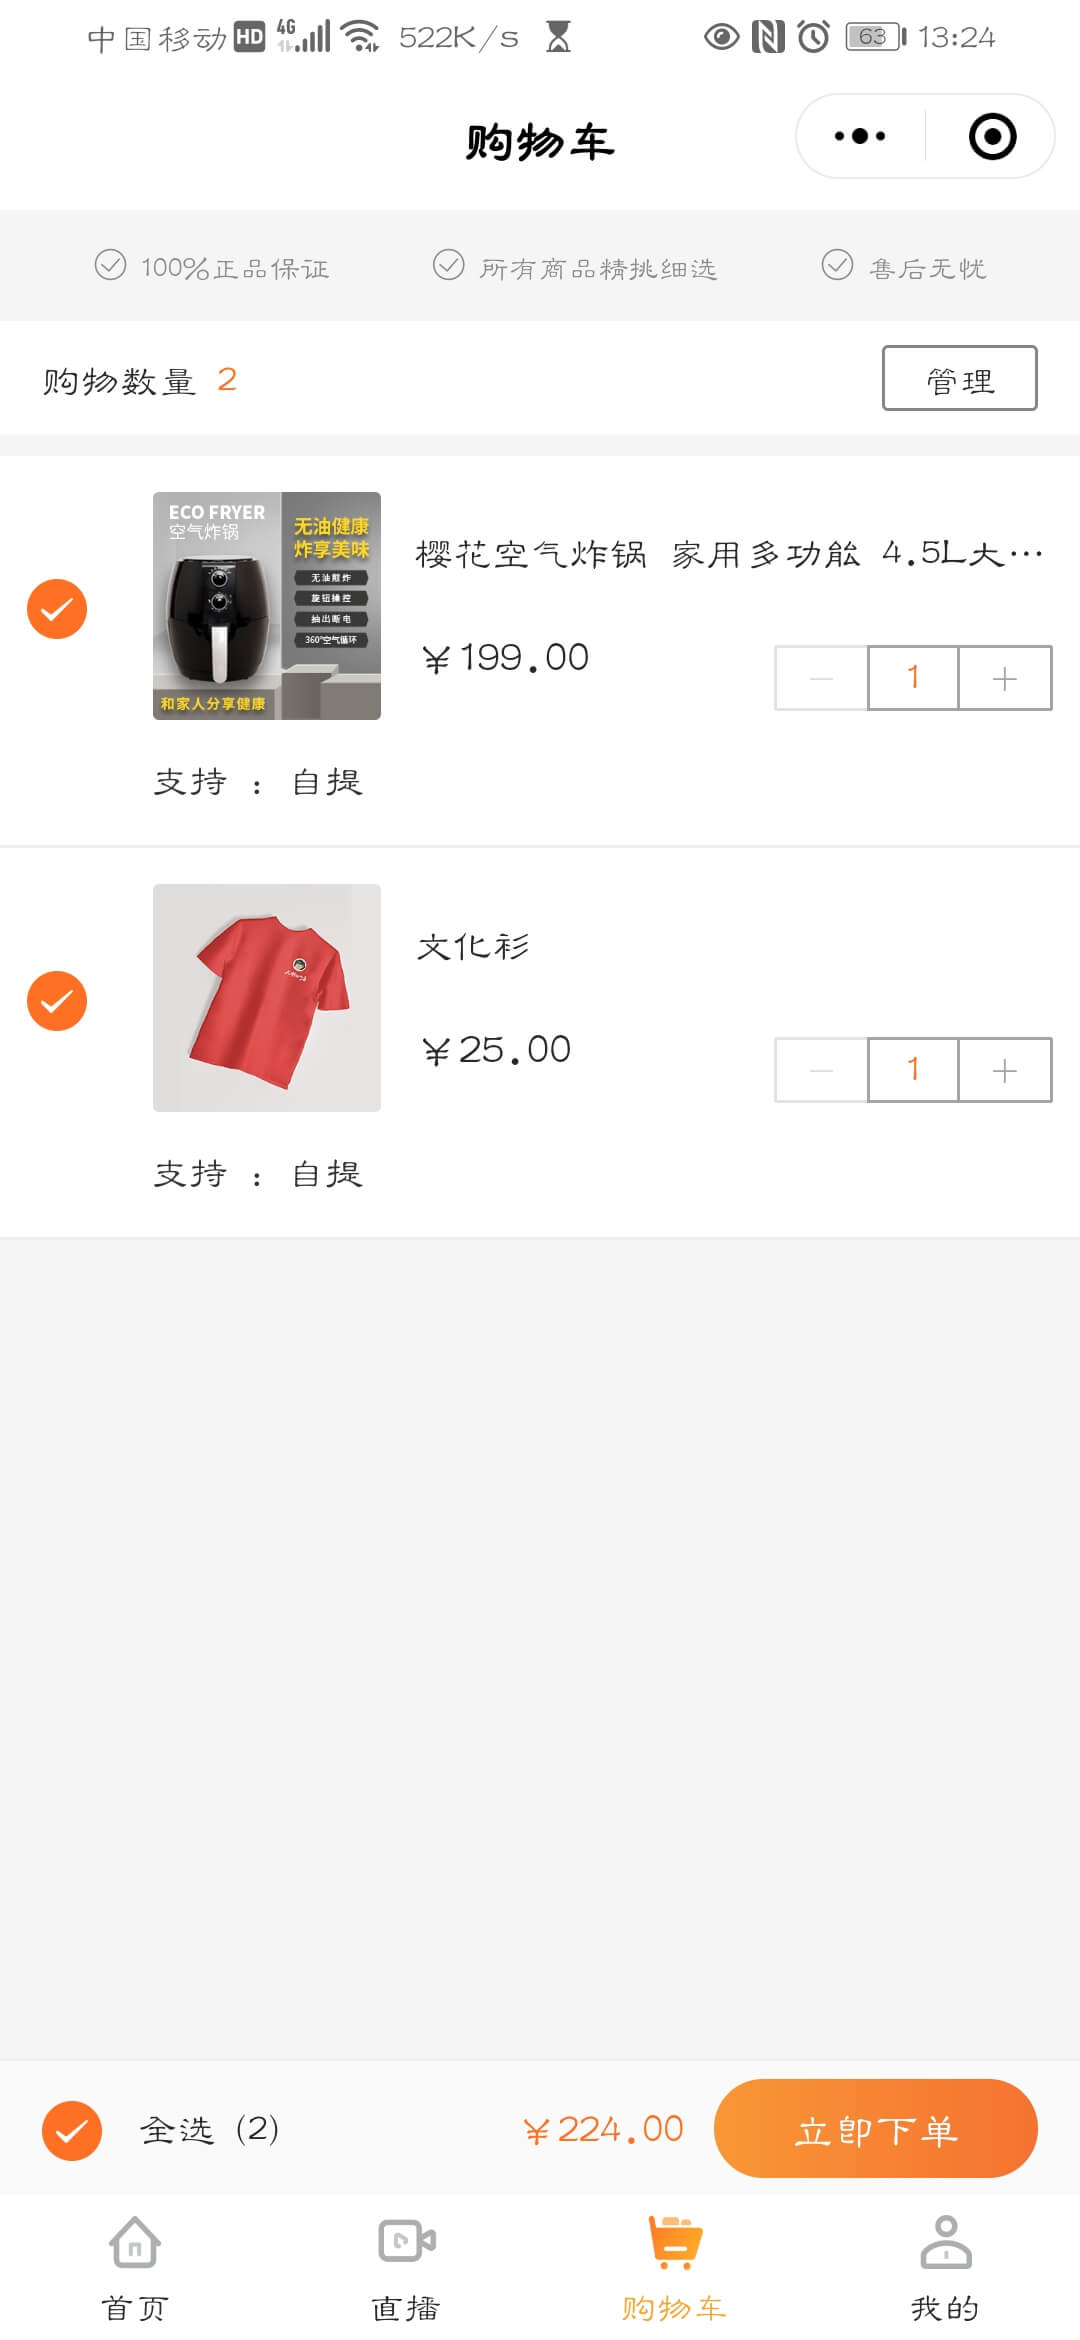 中国移动 HD 4G 522K/s 63 13:24
购物车
100%正品保证 所有商品精挑细选 售后无忧
购物数量 2 管理
ECO FRYER
空气炸锅
无油健康
炸享美味
无油煎炸
旋钮操控
抽出断电
360°空气循环
和家人分享健康
樱花空气炸锅 家用多功能 4.5L大…
¥199.00
1
支持 : 自提
文化衫
¥25.00
1
支持 : 自提
全选 (2) ¥224.00 立即下单
首页 直播 购物车 我的